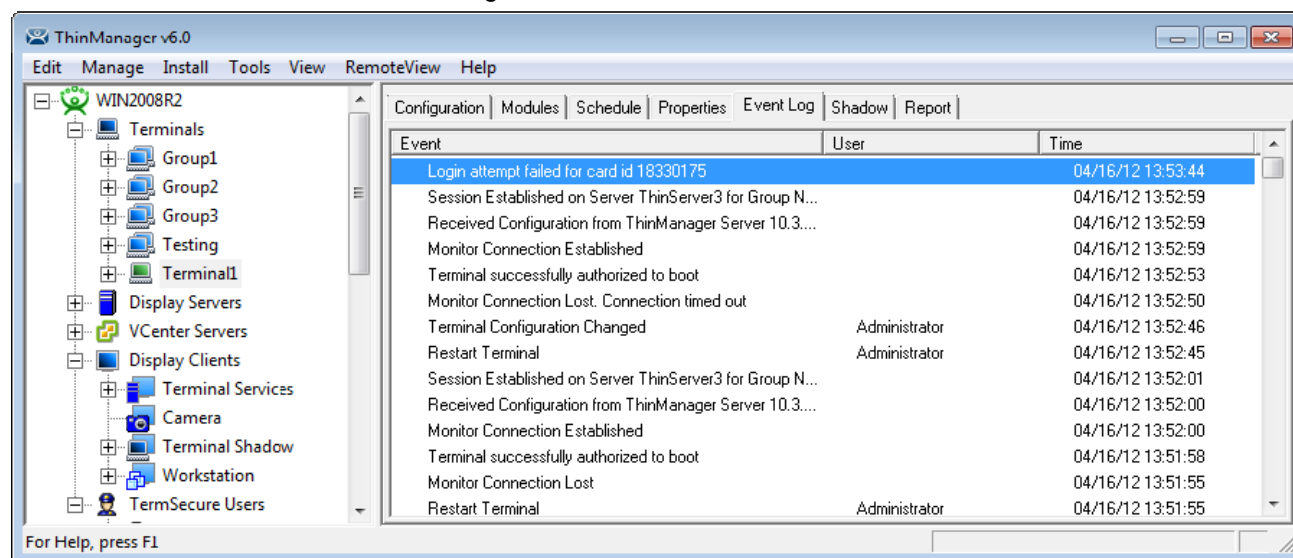 ThinManager v6.0
Edit Manage Install Tools View RemoteView Help
WIN2008R2
Terminals
Group1
Group2
Group3
Testing
Terminal1
Display Servers
VCenter Servers
Display Clients
Terminal Services
Camera
Terminal Shadow
Workstation
TermSecure Users
Configuration Modules Schedule Properties Event Log Shadow Report
Event User Time
Login attempt failed for card id 18330175 04/16/12 13:53:44
Session Established on Server ThinServer3 for Group N... 04/16/12 13:52:59
Received Configuration from ThinManager Server 10.3.... 04/16/12 13:52:59
Monitor Connection Established 04/16/12 13:52:59
Terminal successfully authorized to boot 04/16/12 13:52:53
Monitor Connection Lost. Connection timed out 04/16/12 13:52:50
Terminal Configuration Changed Administrator 04/16/12 13:52:46
Restart Terminal Administrator 04/16/12 13:52:45
Session Established on Server ThinServer3 for Group N... 04/16/12 13:52:01
Received Configuration from ThinManager Server 10.3.... 04/16/12 13:52:00
Monitor Connection Established 04/16/12 13:52:00
Terminal successfully authorized to boot 04/16/12 13:51:58
Monitor Connection Lost 04/16/12 13:51:55
Restart Terminal Administrator 04/16/12 13:51:55
For Help, press F1